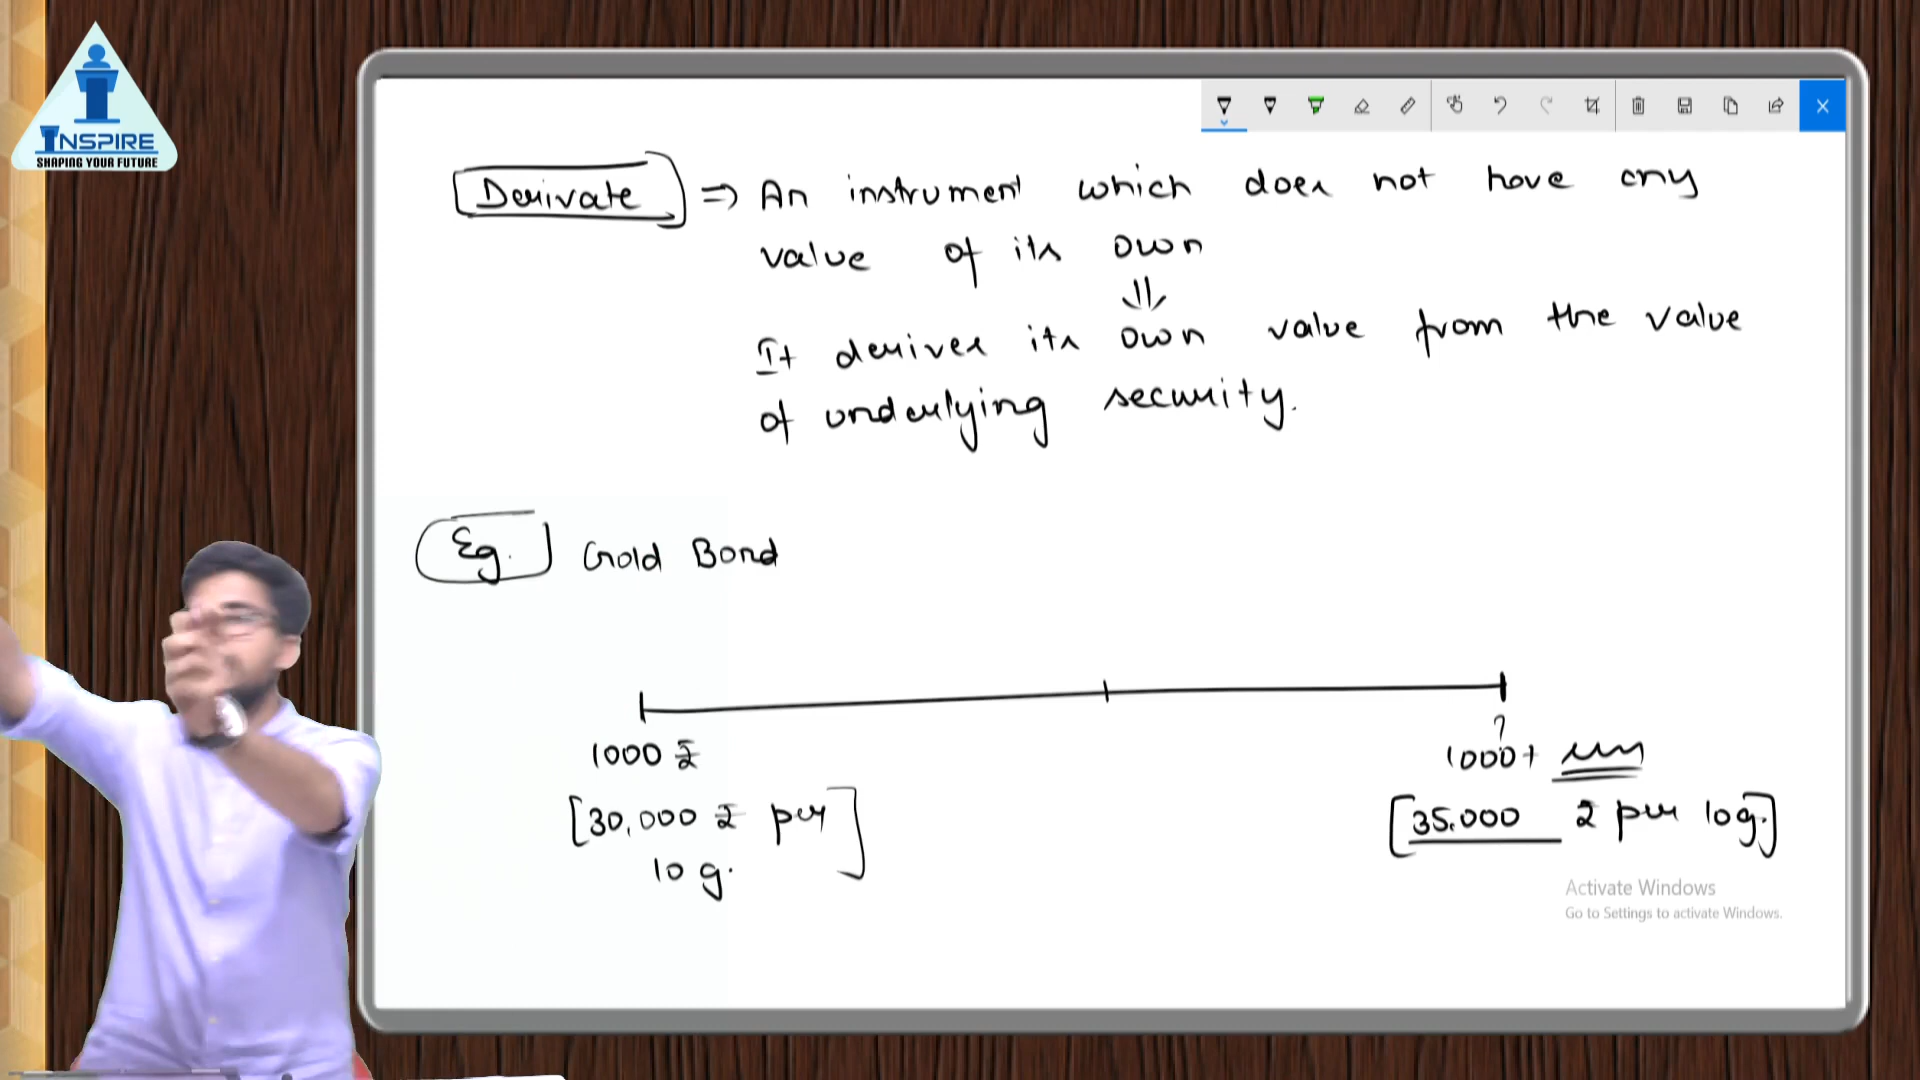 INSPIRE
SHAPING YOUR FUTURE
Derivate ⇒ An instrument which does not have any
value of its own
⇓
It derives its own value from the value
of underlying security.
Eg. Gold Bond
?
1000 ₹
1000+
[30,000 ₹ per
10 g.]
[35,000 ₹ per 10g.]
Activate Windows
Go to Settings to activate Windows.